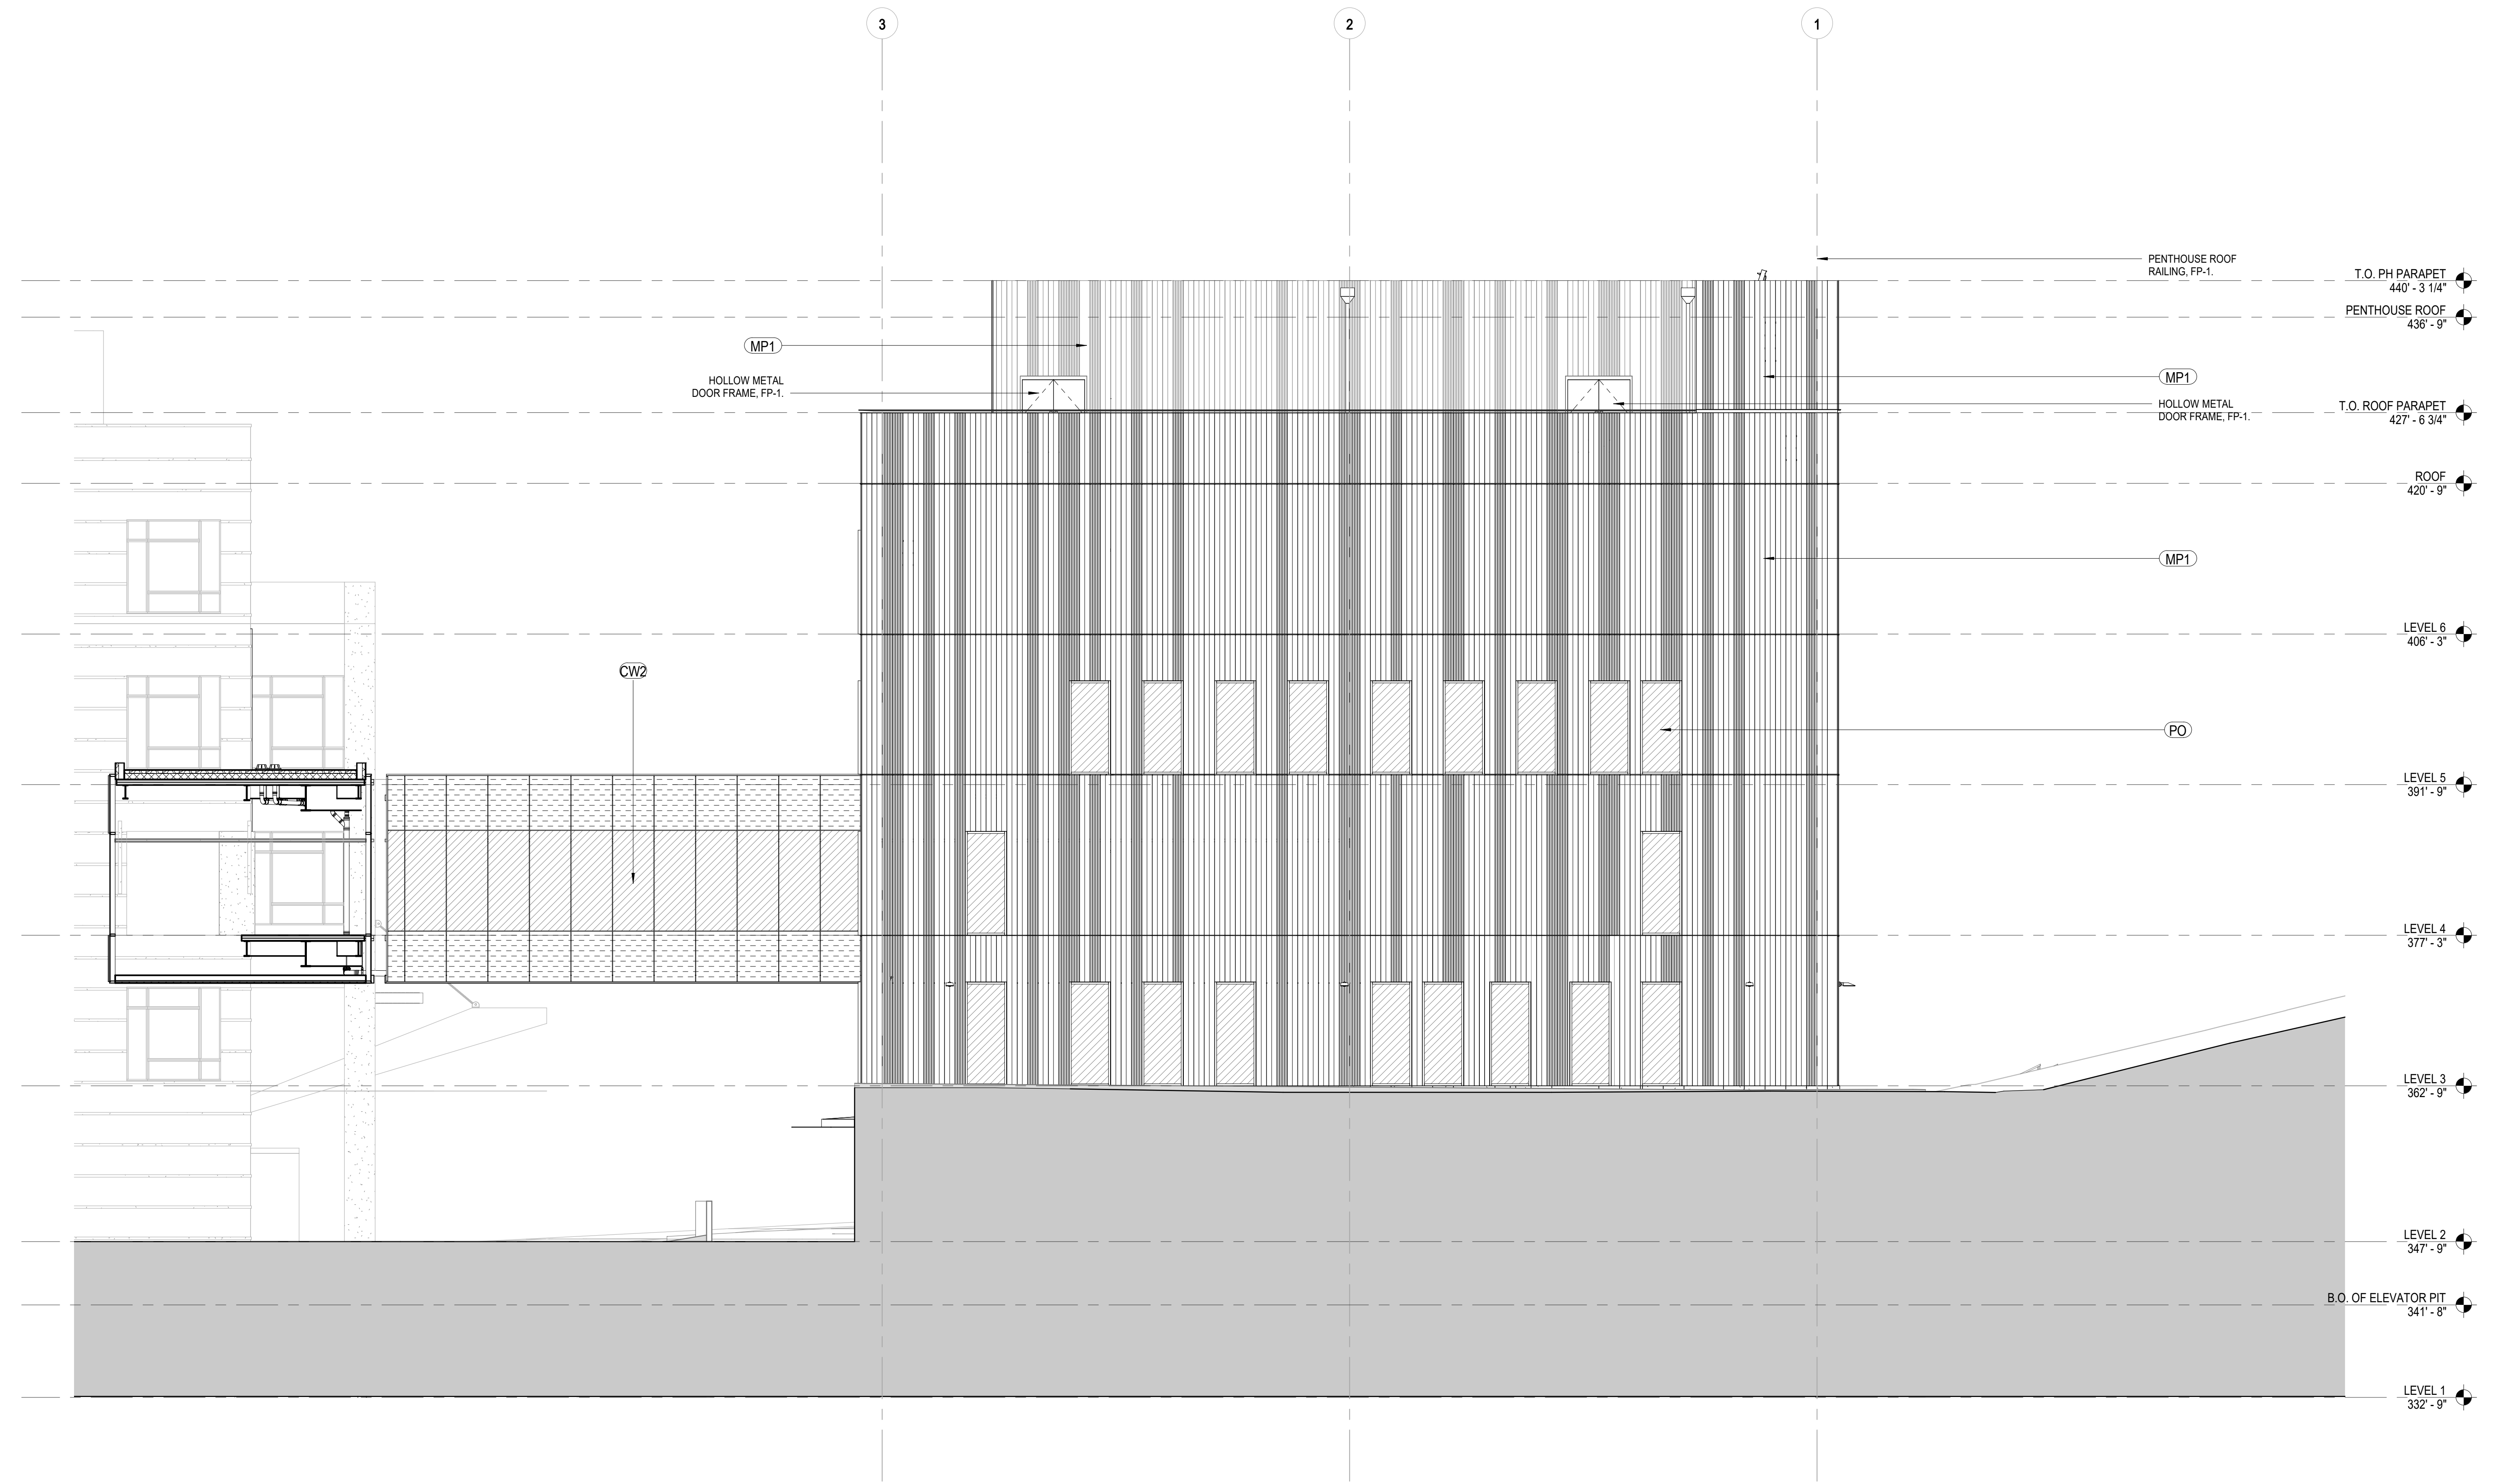 3
2
1
PENTHOUSE ROOF
RAILING, FP-1.
T.O. PH PARAPET
440' - 3 1/4"
PENTHOUSE ROOF
436' - 9"
MP1
HOLLOW METAL
DOOR FRAME, FP-1.
MP1
HOLLOW METAL
DOOR FRAME, FP-1.
T.O. ROOF PARAPET
427' - 6 3/4"
ROOF
420' - 9"
MP1
LEVEL 6
406' - 3"
CW2
PO
LEVEL 5
391' - 9"
LEVEL 4
377' - 3"
LEVEL 3
362' - 9"
LEVEL 2
347' - 9"
B.O. OF ELEVATOR PIT
341' - 8"
LEVEL 1
332' - 9"